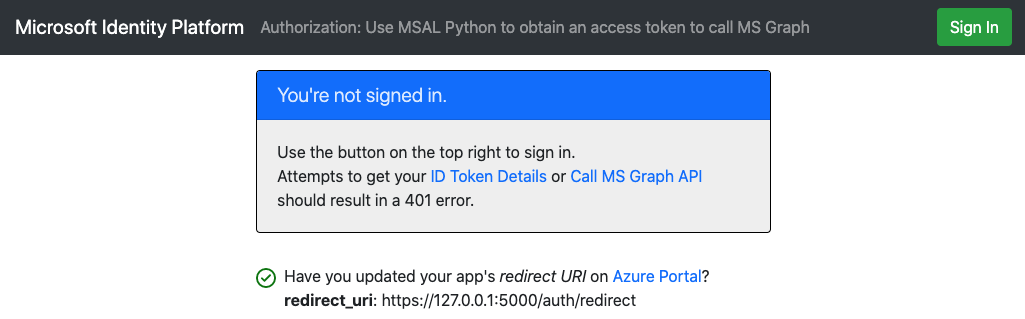 Microsoft Identity Platform Authorization: Use MSAL Python to obtain an access token to call MS Graph Sign In
You're not signed in.
Use the button on the top right to sign in.
Attempts to get your ID Token Details or Call MS Graph API
should result in a 401 error.
Have you updated your app's redirect URI on Azure Portal?
redirect_uri: https://127.0.0.1:5000/auth/redirect